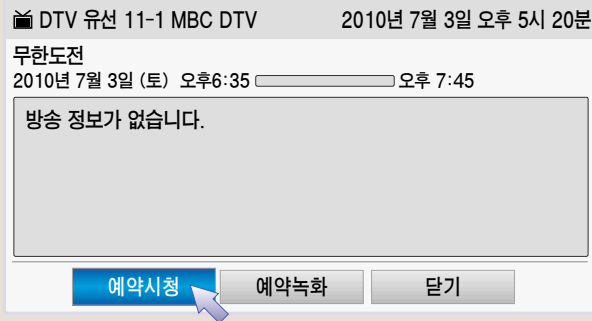 DTV 유선 11-1 MBC DTV 2010년 7월 3일 오후 5시 20분
무한도전
2010년 7월 3일 (토) 오후6:35 오후 7:45
방송 정보가 없습니다.
예약시청 예약녹화 닫기